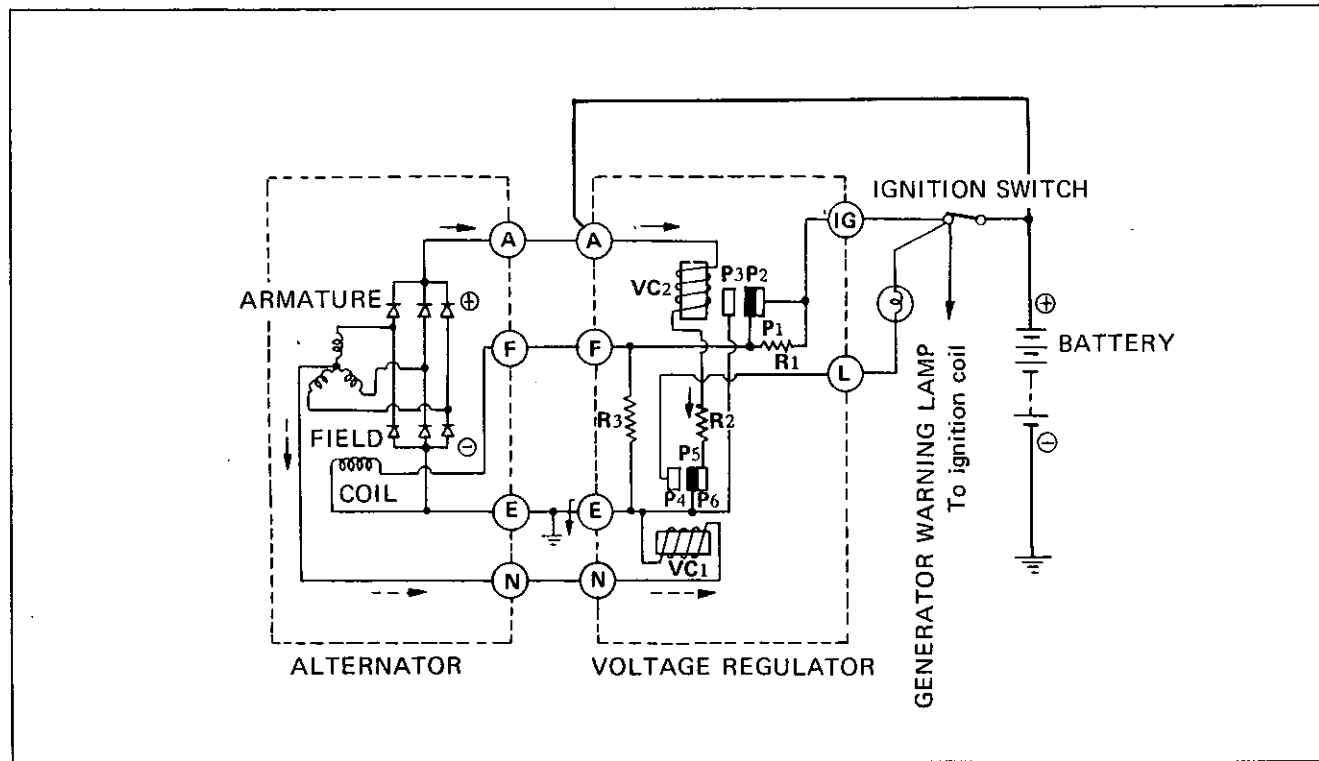 IGNITION SWITCH
A
A
IG
ARMATURE
⊕
VC2
P3 P2
P1
R1
F
F
L
⊕
BATTERY
R3
R2
FIELD
COIL
⊖
P5
P4
P6
⊖
E
E
VC1
N
N
GENERATOR WARNING LAMP
To ignition coil
ALTERNATOR
VOLTAGE REGULATOR